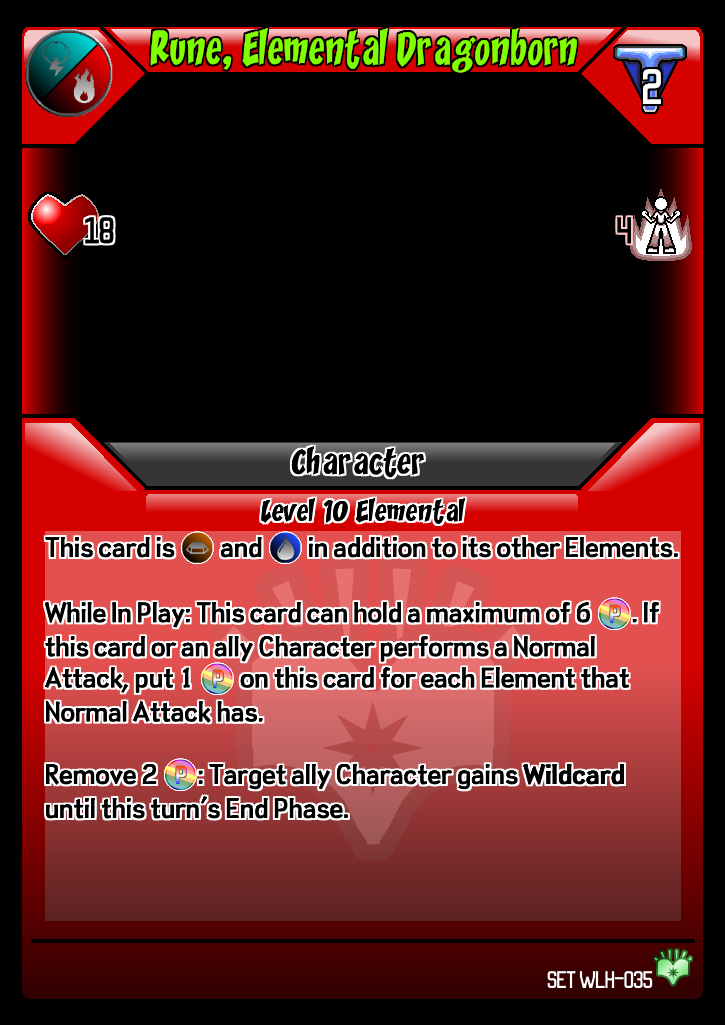 Rune, Elemental Dragonborn
2
18
4
Character
Level 10 Elemental
This card is and in addition to its other Elements.
While In Play: This card can hold a maximum of 6 P. If
this card or an ally Character performs a Normal
Attack, put 1 P on this card for each Element that
Normal Attack has.
Remove 2 P: Target ally Character gains Wildcard
until this turn's End Phase.
SET WLH-035